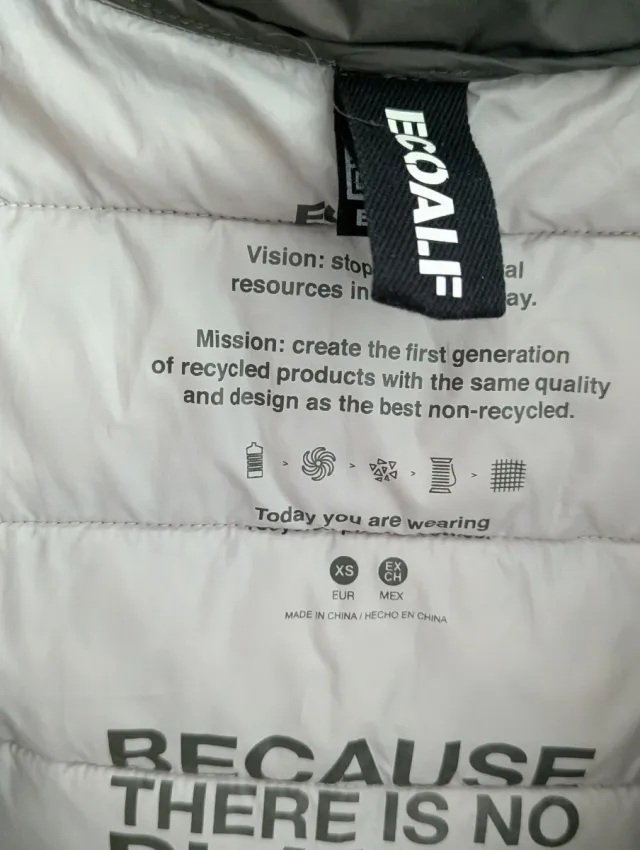 ECOALF
Vision: stop al
resources in ay.
Mission: create the first generation
of recycled products with the same quality
and design as the best non-recycled.
> > > >
Today you are wearing
XS EX CH
EUR MEX
MADE IN CHINA / HECHO EN CHINA
BECAUSE
THERE IS NO